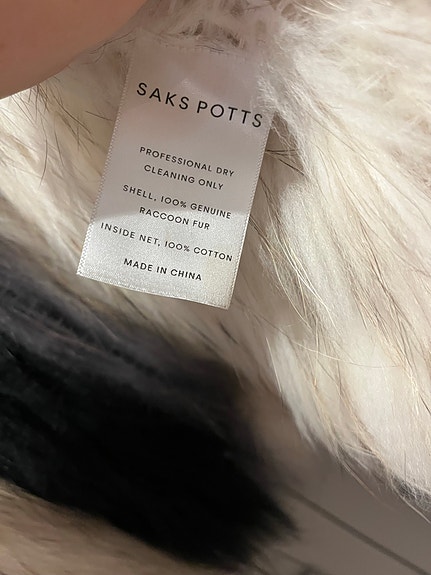 SAKS POTTS
PROFESSIONAL DRY
CLEANING ONLY
SHELL, 100% GENUINE
RACCOON FUR
INSIDE NET, 100% COTTON
MADE IN CHINA